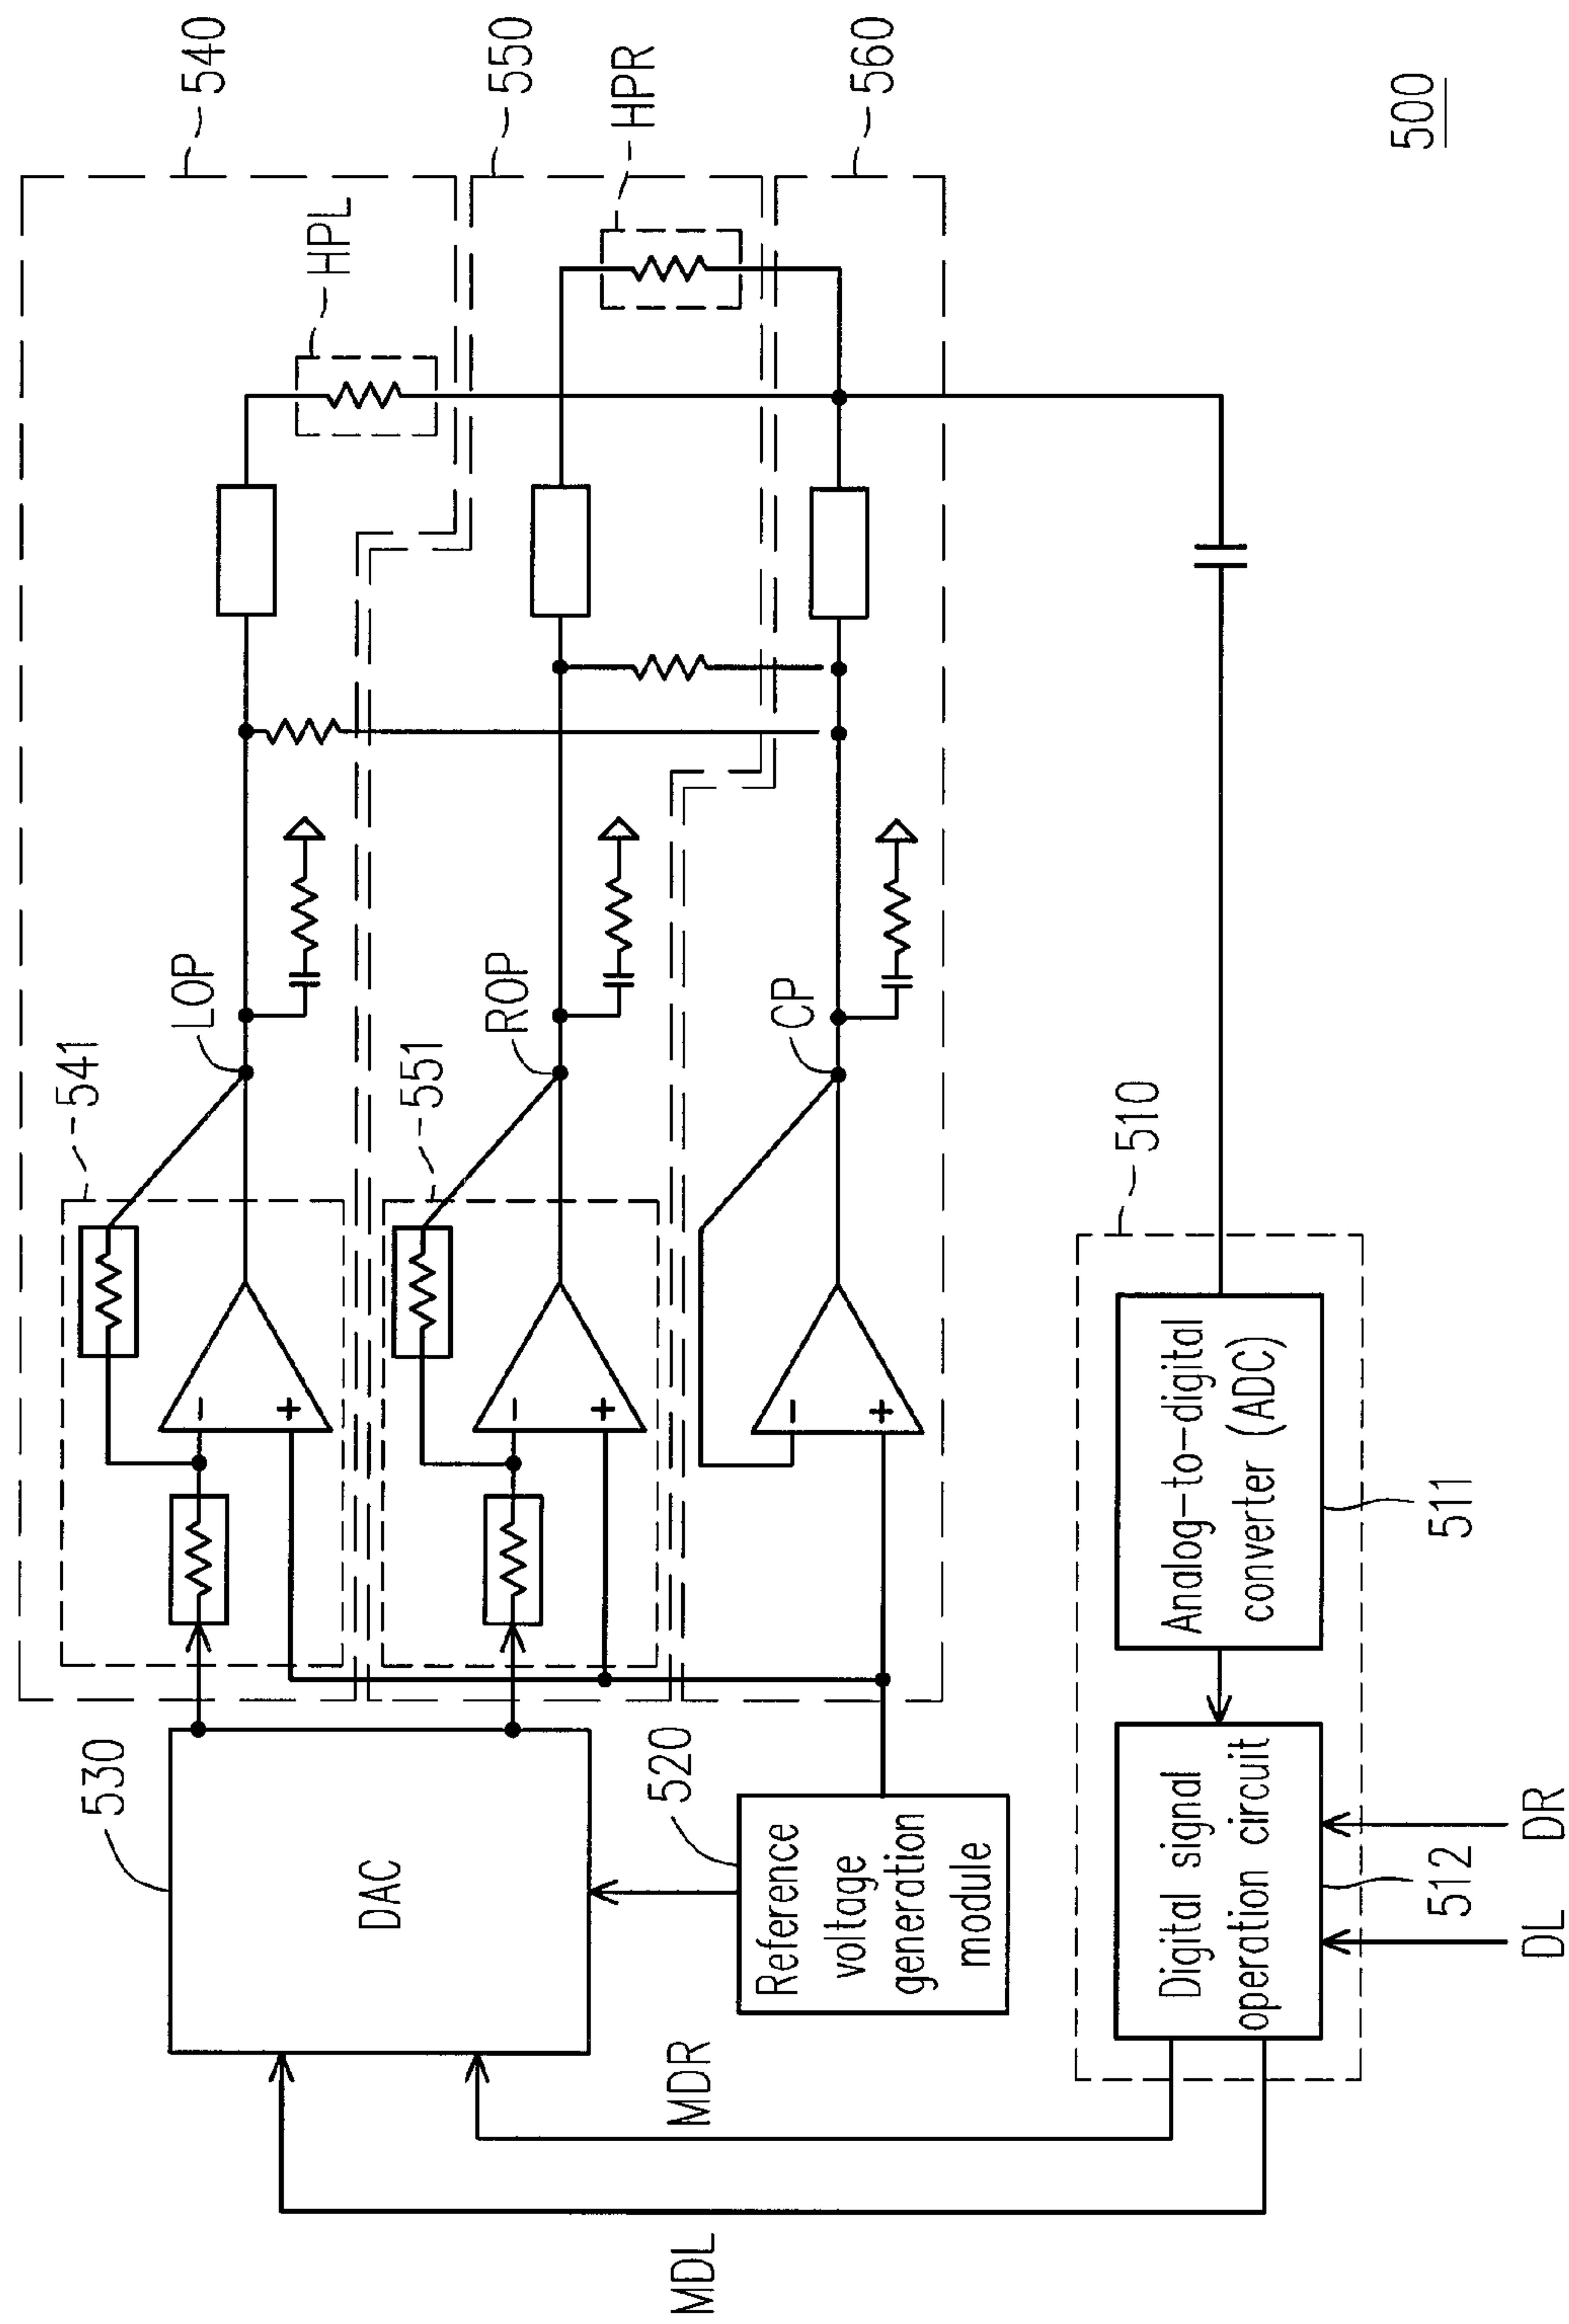 540
HPL
550
HPR
560
500
LOP
ROP
CP
541
551
510
530
DAC
520
Reference
voltage
generation
module
Analog-to-digital
converter (ADC)
511
Digital signal
operation circuit
512
MDL
MDR
DL
DR
-
+
-
+
-
+